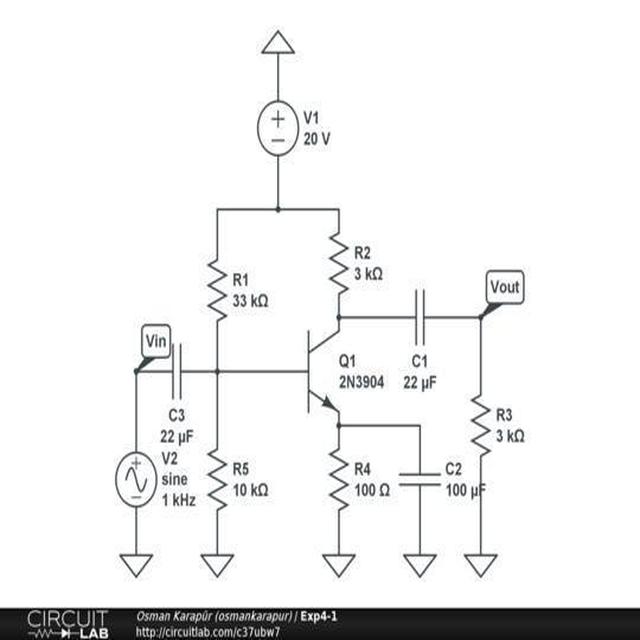 V1
20 V
R2
3 kΩ
R1
33 kΩ
Vout
Vin
Q1
2N3904
C1
22 µF
C3
22 µF
R3
3 kΩ
V2
sine
1 kHz
R5
10 kΩ
R4
100 Ω
C2
100 µF
CIRCUIT
LAB
Osman Karapür (osmankarapur) / Exp4-1
http://circuitlab.com/c37ubw7